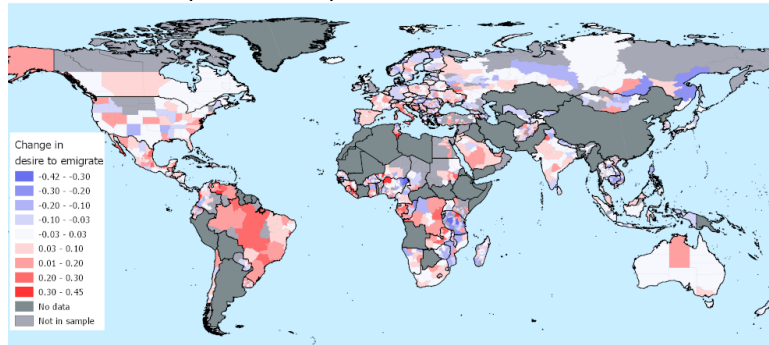 Change in
desire to emigrate
-0.42 - -0.30
-0.30 - -0.20
-0.20 - -0.10
-0.10 - -0.03
-0.03 - 0.03
0.03 - 0.10
0.01 - 0.20
0.20 - 0.30
0.30 - 0.45
No data
Not in sample